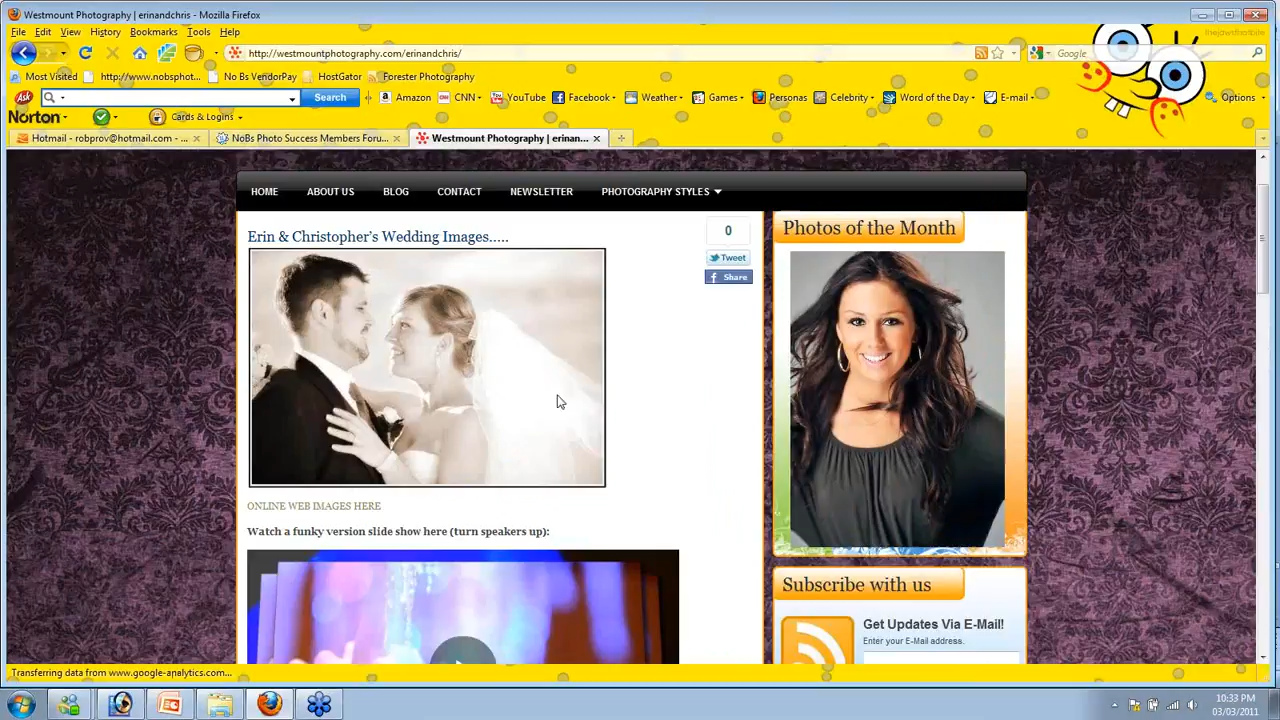 Westmount Photography | erinandchris - Mozilla Firefox
File Edit View History Bookmarks Tools Help
thejawsfirstbite
http://westmountphotography.com/erinandchris/
Google
Most Visited http://www.nobsphot... No Bs VendorPay HostGator Forester Photography
Ask Search Amazon CNN YouTube Facebook Weather Games Personas Celebrity Word of the Day E-mail Options
Norton Cards & Logins
Hotmail - robprov@hotmail.com - ... NoBs Photo Success Members Foru... Westmount Photography | erinan...
HOME ABOUT US BLOG CONTACT NEWSLETTER PHOTOGRAPHY STYLES
Erin & Christopher's Wedding Images.....
0
Tweet
Share
Photos of the Month
ONLINE WEB IMAGES HERE
Watch a funky version slide show here (turn speakers up):
Subscribe with us
Get Updates Via E-Mail!
Enter your E-Mail address.
Transferring data from www.google-analytics.com...
10:33 PM
03/03/2011